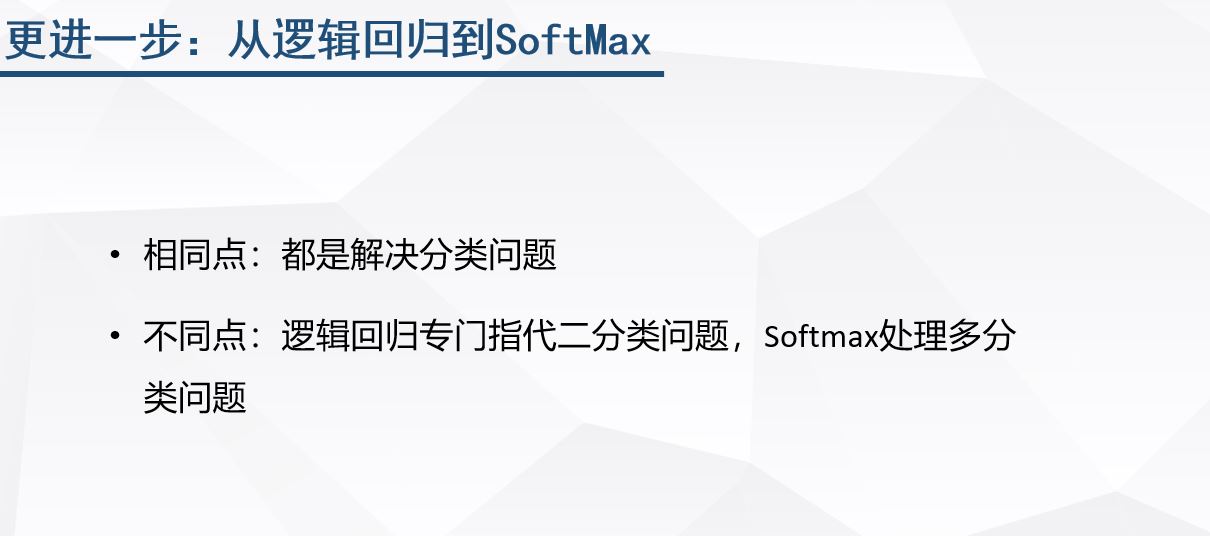 更进一步：从逻辑回归到SoftMax
• 相同点：都是解决分类问题
• 不同点：逻辑回归专门指代二分类问题，Softmax处理多分
类问题